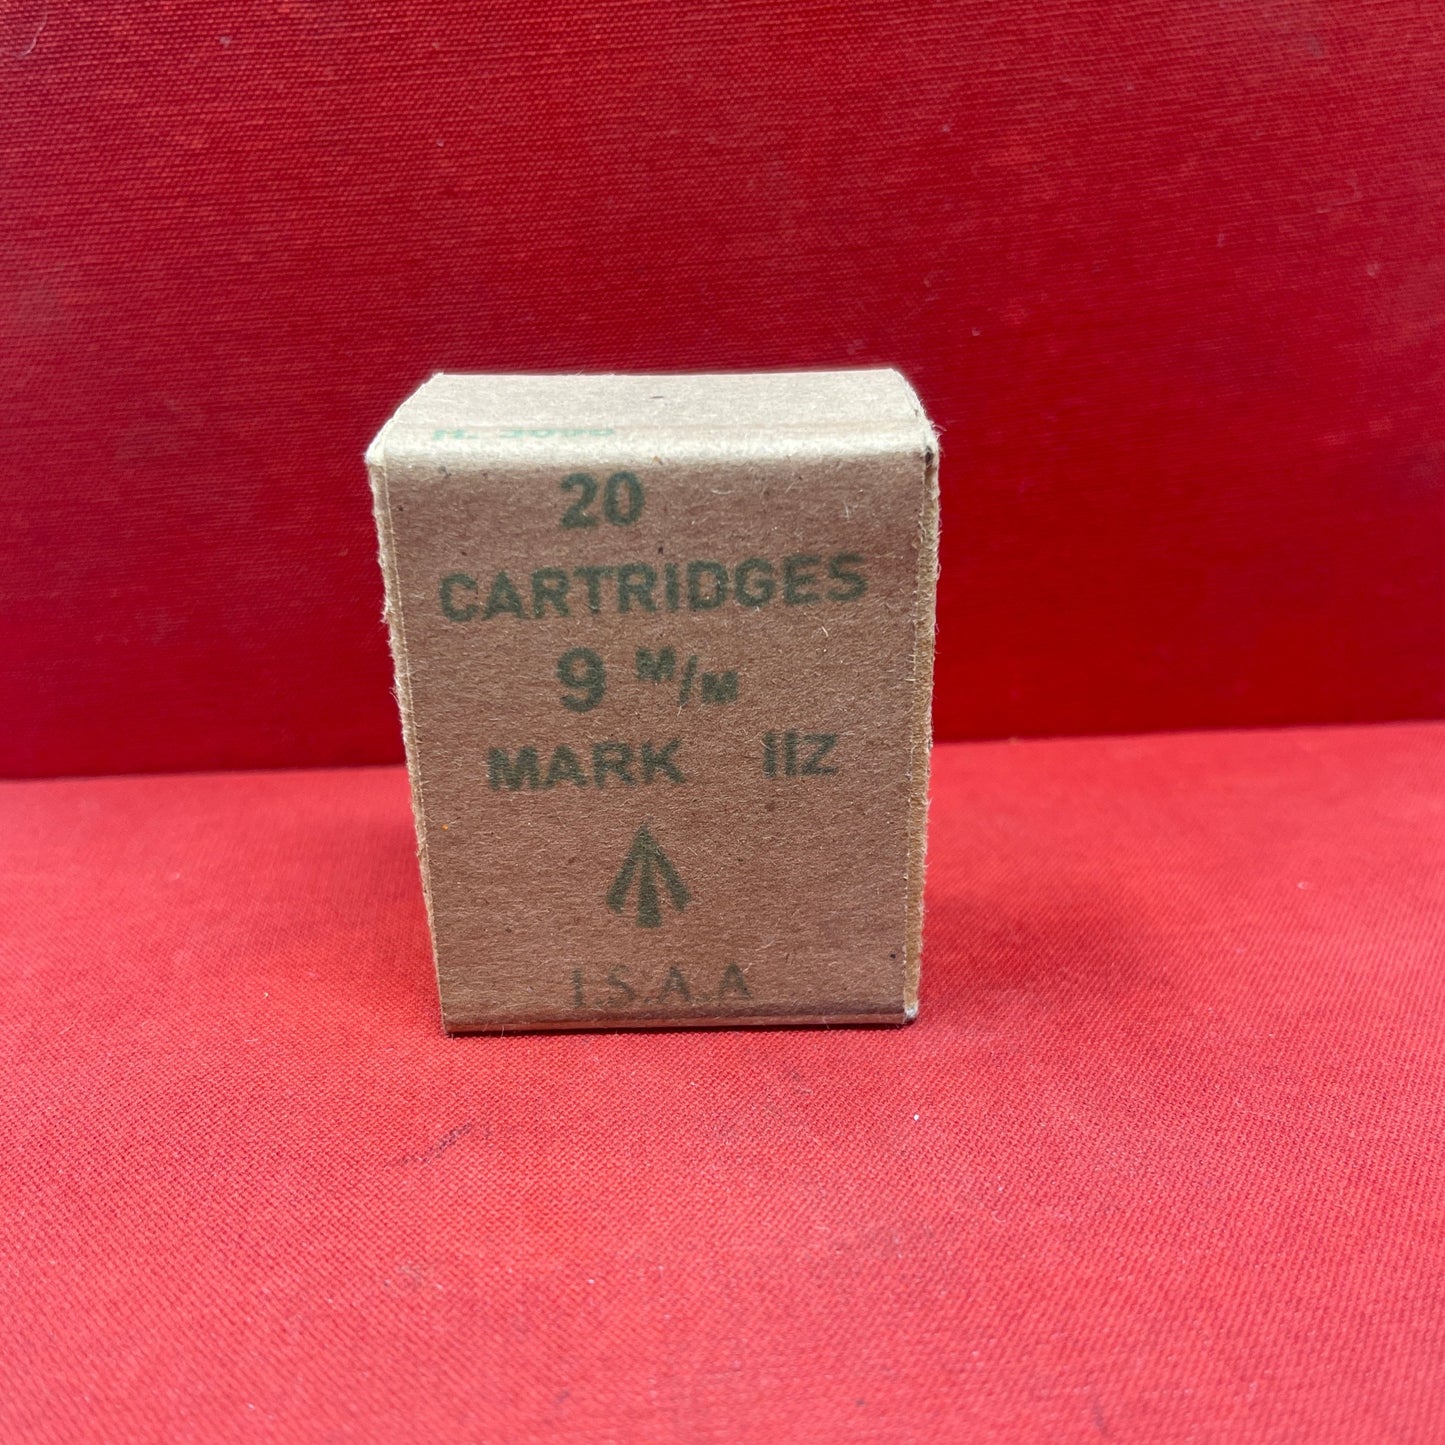 20
CARTRIDGES
9 M/M
MARK IIZ
I.S.A.A